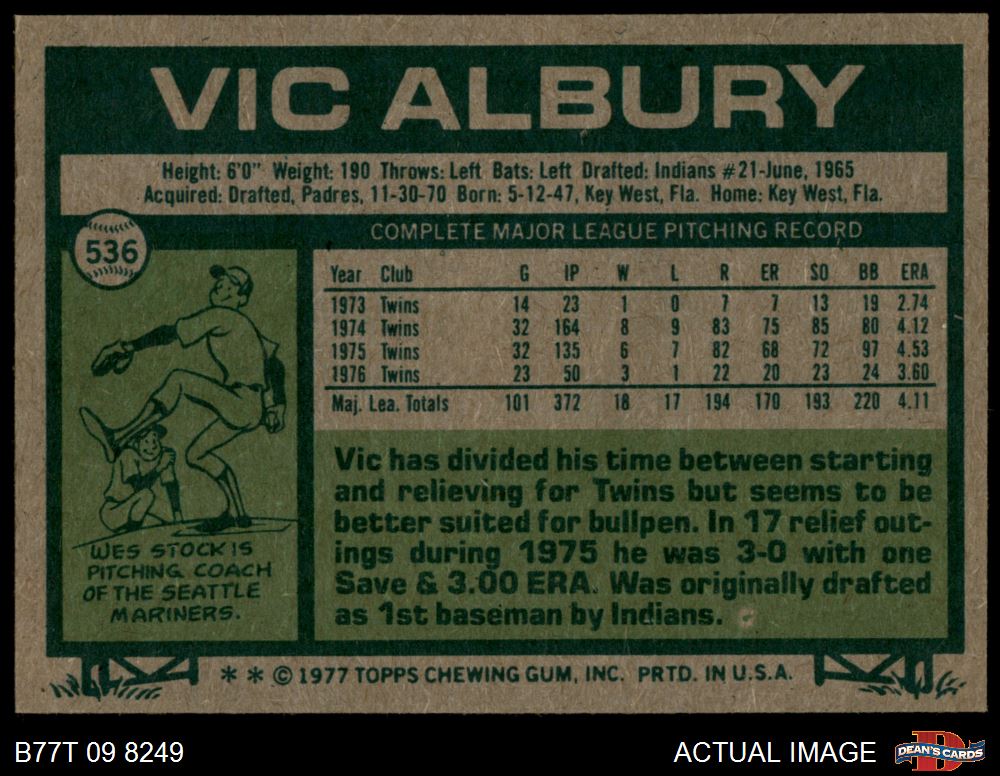 VIC ALBURY
Height: 6'0" Weight: 190 Throws: Left Bats: Left Drafted: Indians #21-June, 1965
Acquired: Drafted, Padres, 11-30-70 Born: 5-12-47, Key West, Fla. Home: Key West, Fla.
536
COMPLETE MAJOR LEAGUE PITCHING RECORD
Year Club G IP W L R ER SO BB ERA
1973 Twins 14 23 1 0 7 7 13 19 2.74
1974 Twins 32 164 8 9 83 75 85 80 4.12
1975 Twins 32 135 6 7 82 68 72 97 4.53
1976 Twins 23 50 3 1 22 20 23 24 3.60
Maj. Lea. Totals 101 372 18 17 194 170 193 220 4.11
WES STOCK IS
PITCHING COACH
OF THE SEATTLE
MARINERS.
Vic has divided his time between starting
and relieving for Twins but seems to be
better suited for bullpen. In 17 relief out-
ings during 1975 he was 3-0 with one
Save & 3.00 ERA. Was originally drafted
as 1st baseman by Indians.
* * © 1977 TOPPS CHEWING GUM, INC. PRTD. IN U.S.A.
B77T 09 8249
ACTUAL IMAGE
D
DEAN'S CARDS